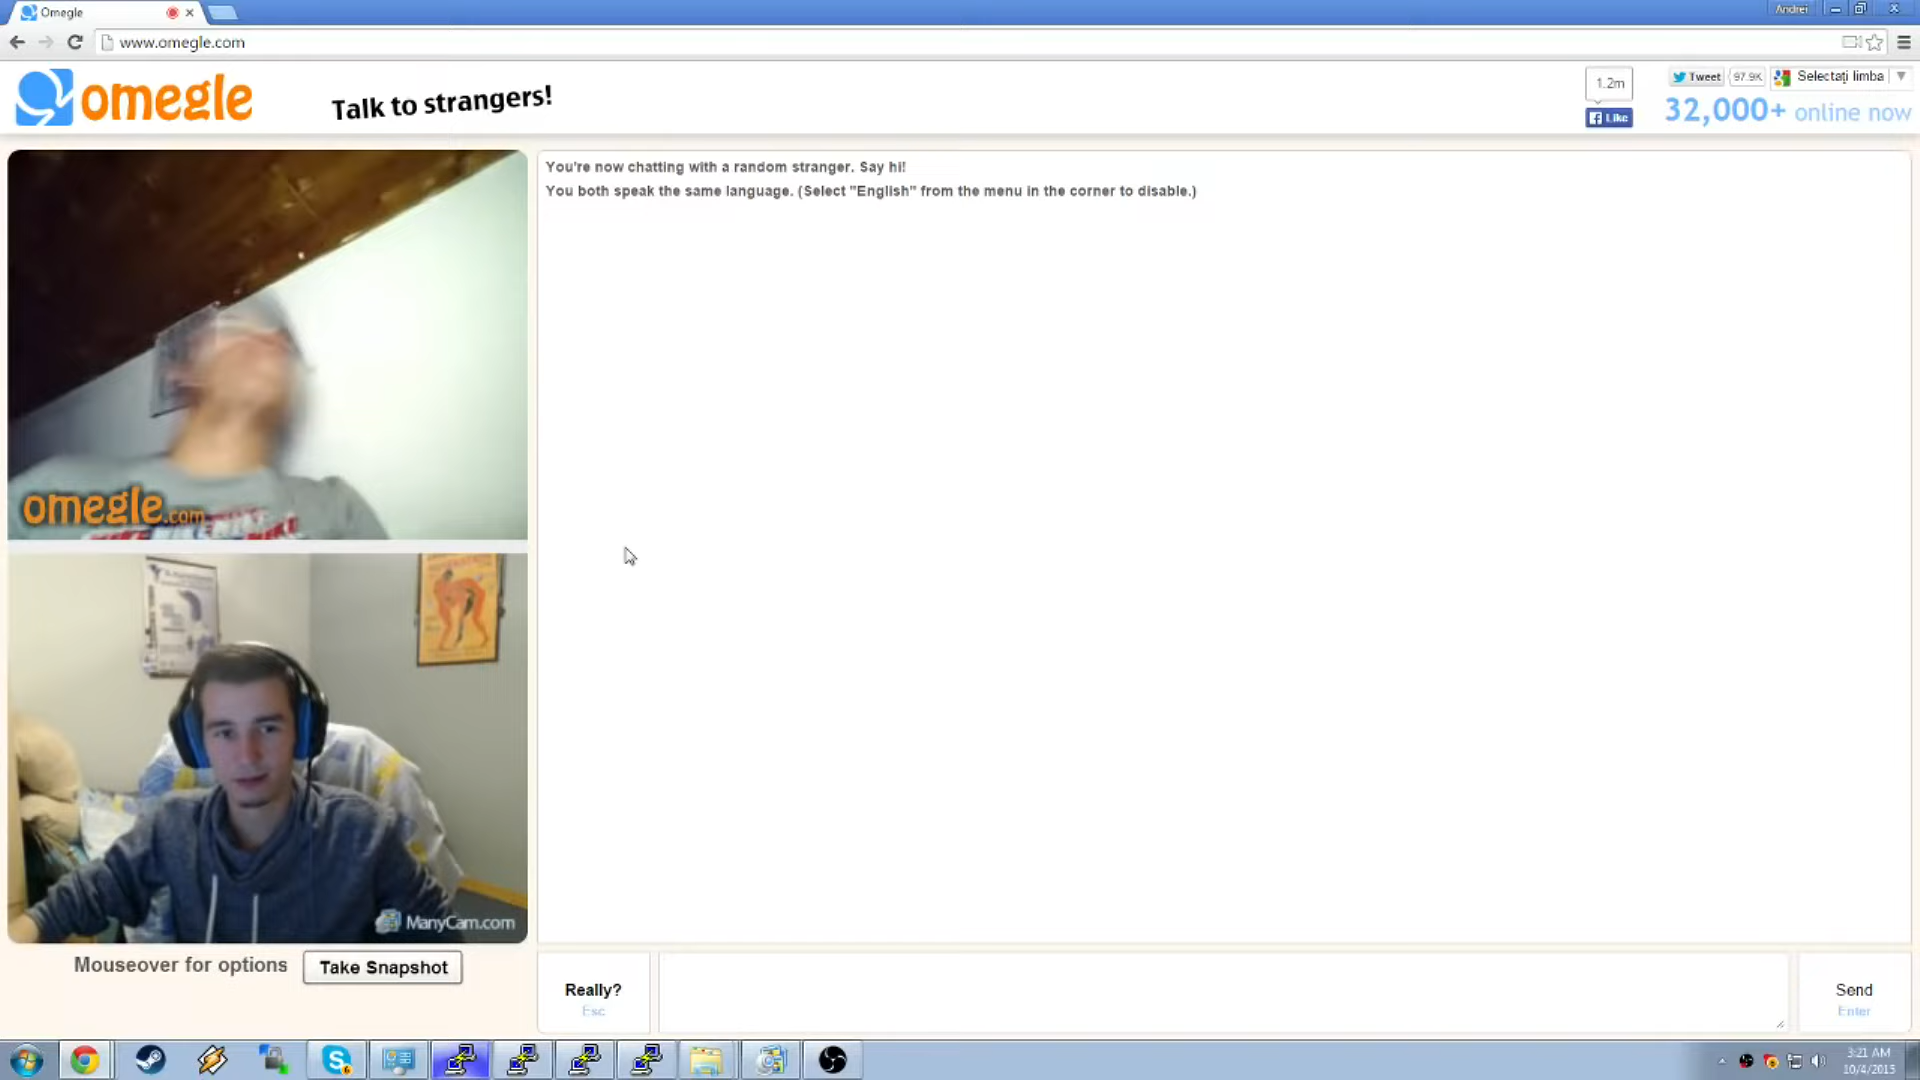 Omegle
Andrei
www.omegle.com
omegle
Talk to strangers!
1.2m
Like
Tweet
97.9K
Selectați limba
32,000+ online now
You're now chatting with a random stranger. Say hi!
You both speak the same language. (Select "English" from the menu in the corner to disable.)
omegle.com
ManyCam.com
Mouseover for options
Take Snapshot
Really?
Esc
Send
Enter
3:21 AM
10/4/2015